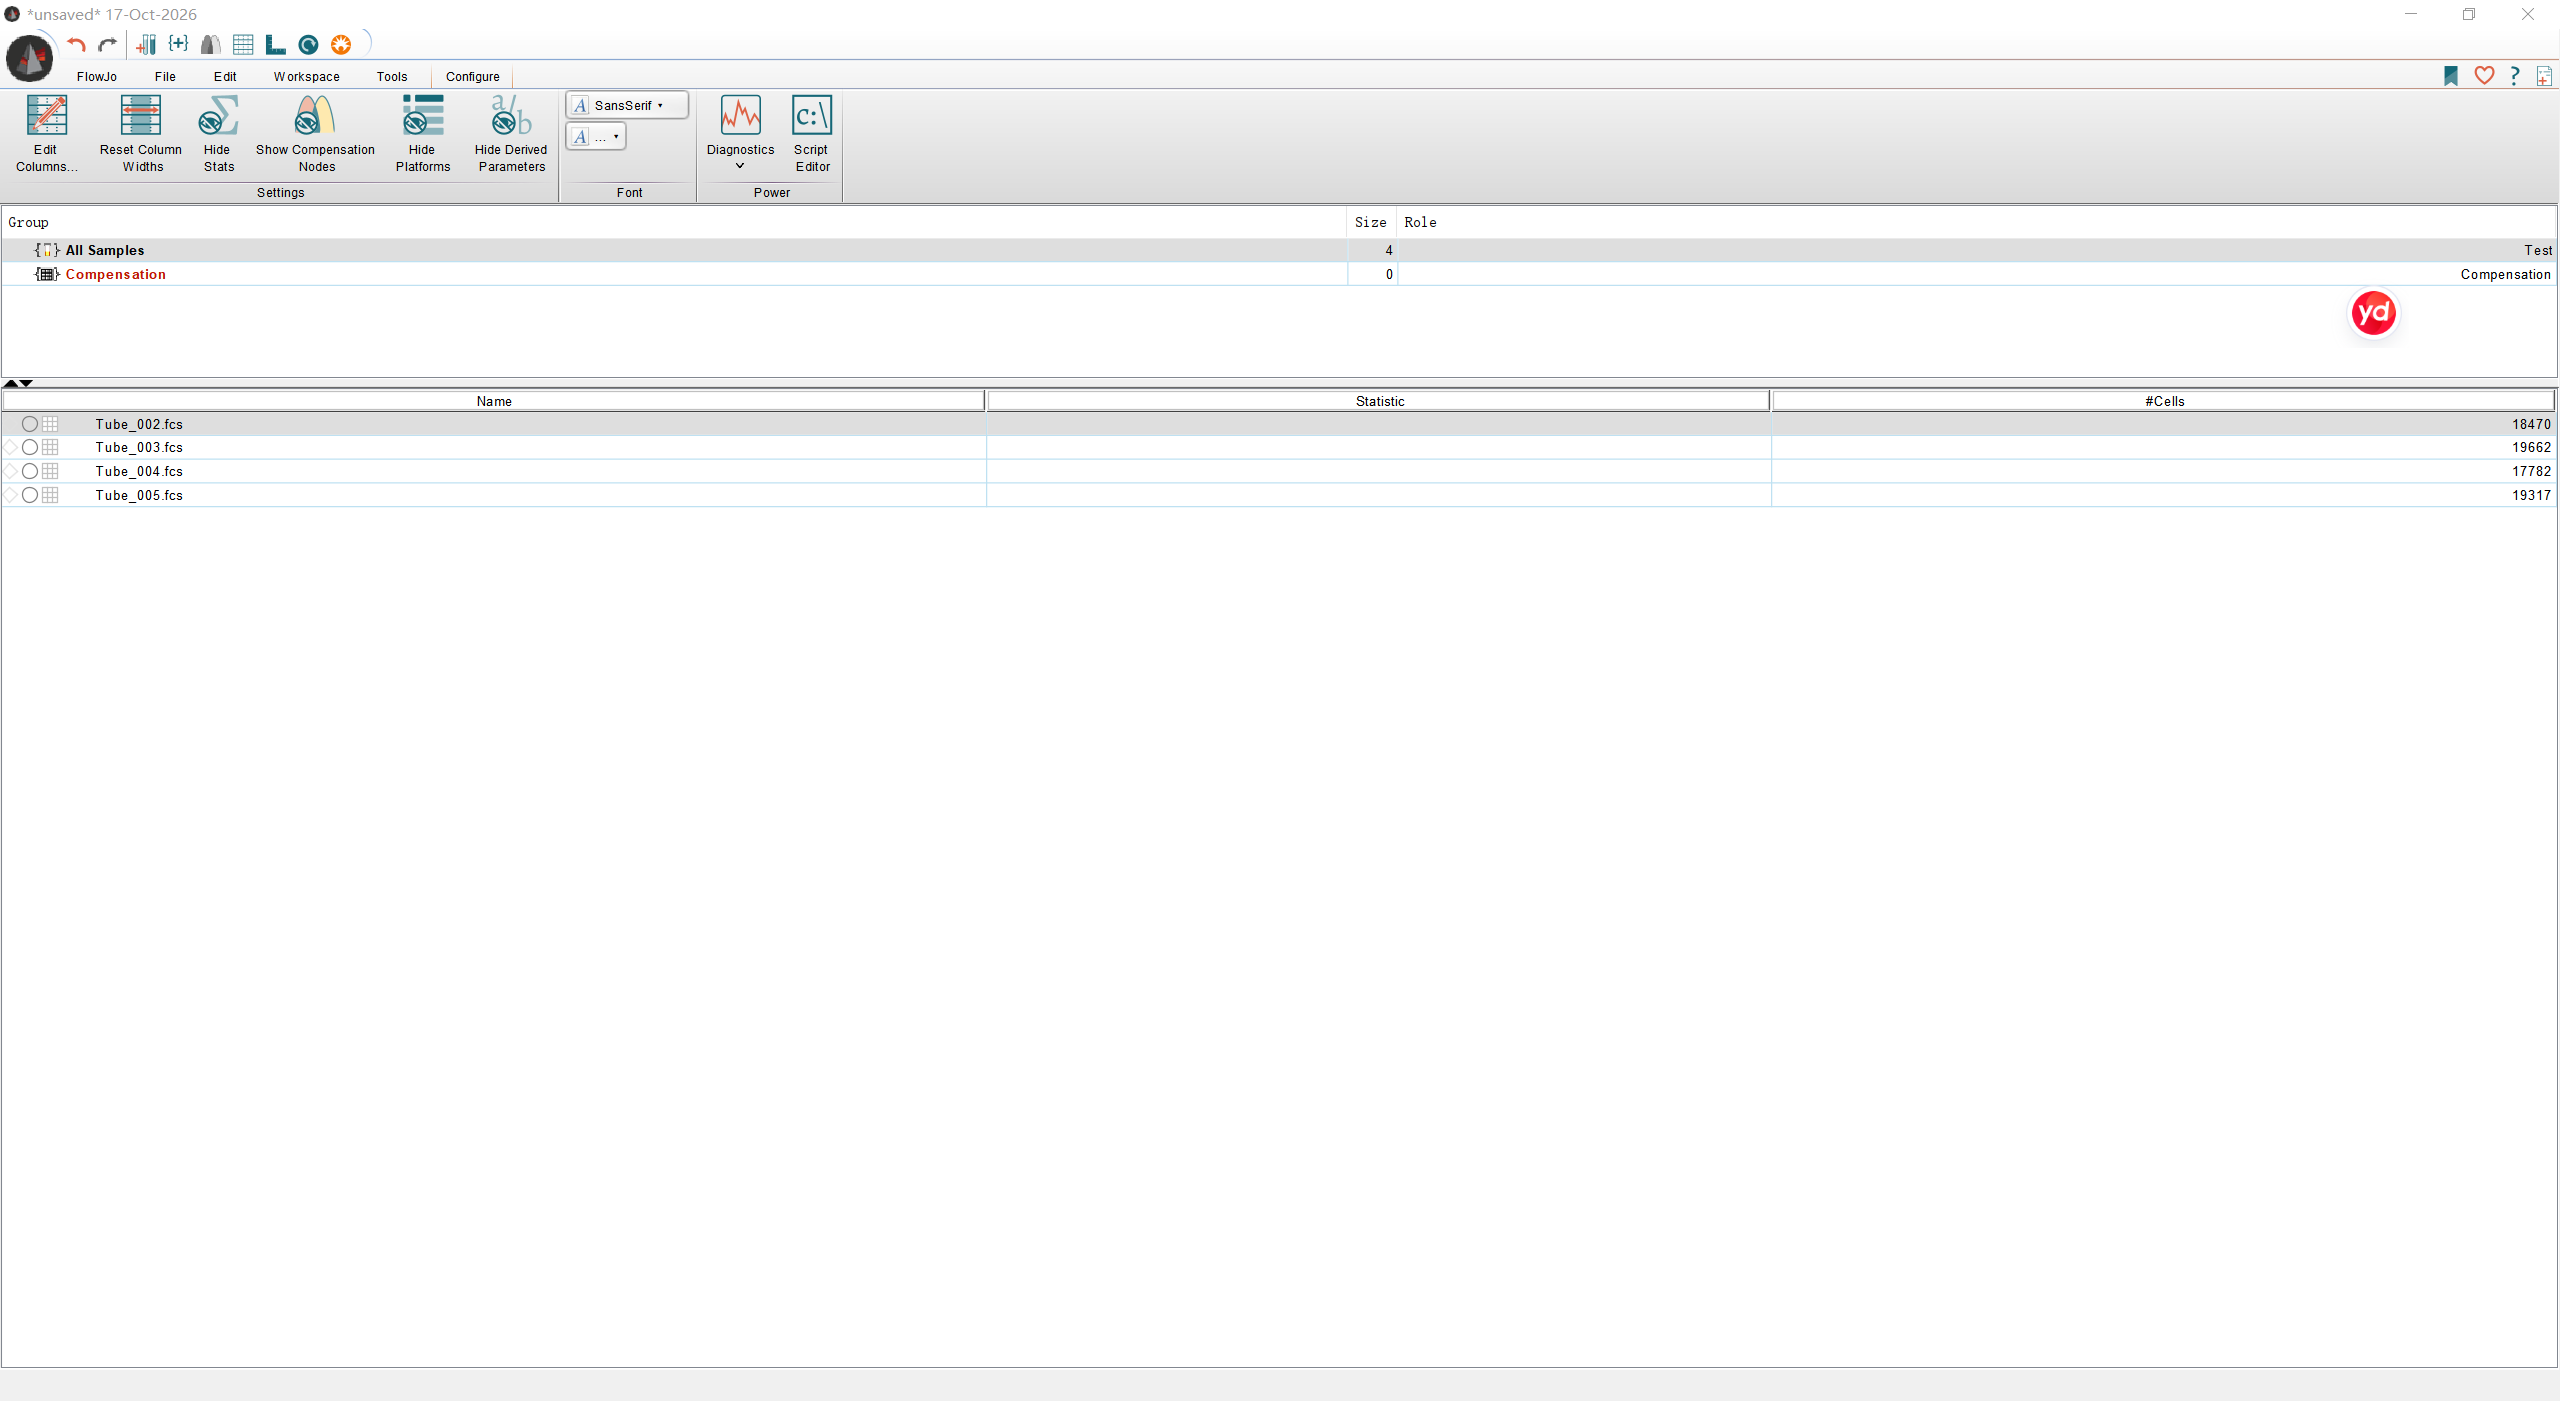 *unsaved* 17-Oct-2026
FlowJo File Edit Workspace Tools Configure
?
c:\
a/b
Edit Columns...
Reset Column Widths
Hide Stats
Show Compensation Nodes
Hide Platforms
Hide Derived Parameters
A SansSerif
A ...
Diagnostics
Script Editor
Settings Font Power
Group Size Role
All Samples 4 Test
Compensation 0 Compensation
yd
Name Statistic #Cells
Tube_002.fcs 18470
Tube_003.fcs 19662
Tube_004.fcs 17782
Tube_005.fcs 19317